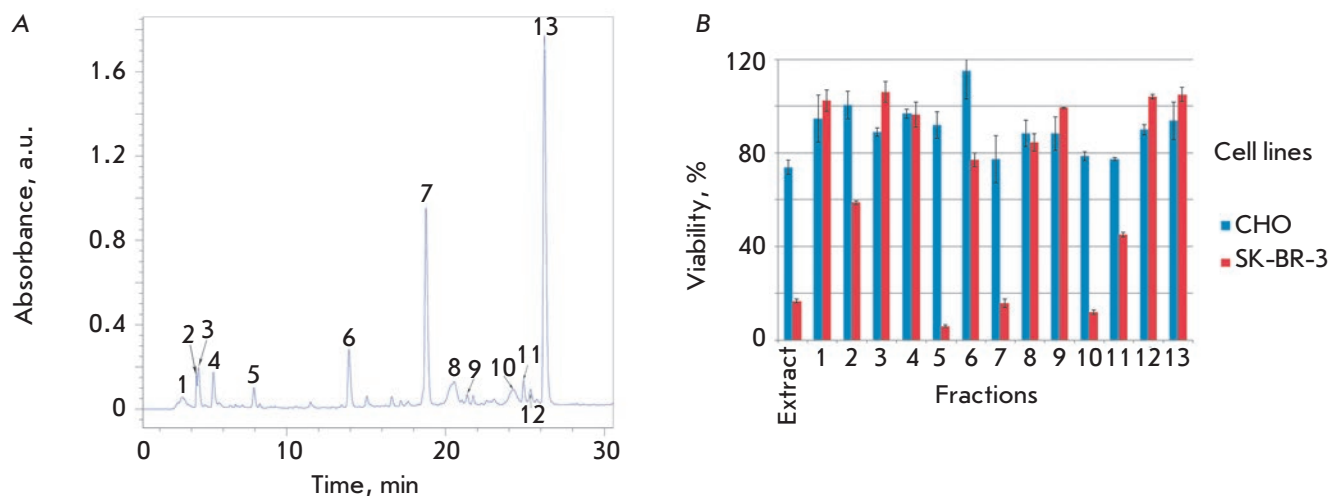 A
Absorbance, a.u.
1.6
1.2
0.8
0.4
0
1
2
3
4
5
6
7
8
9
10
11
12
13
0 10 20 30
Time, min
B
Viability, %
120
80
40
0
Extract 1 2 3 4 5 6 7 8 9 10 11 12 13
Fractions
Cell lines
CHO
SK-BR-3